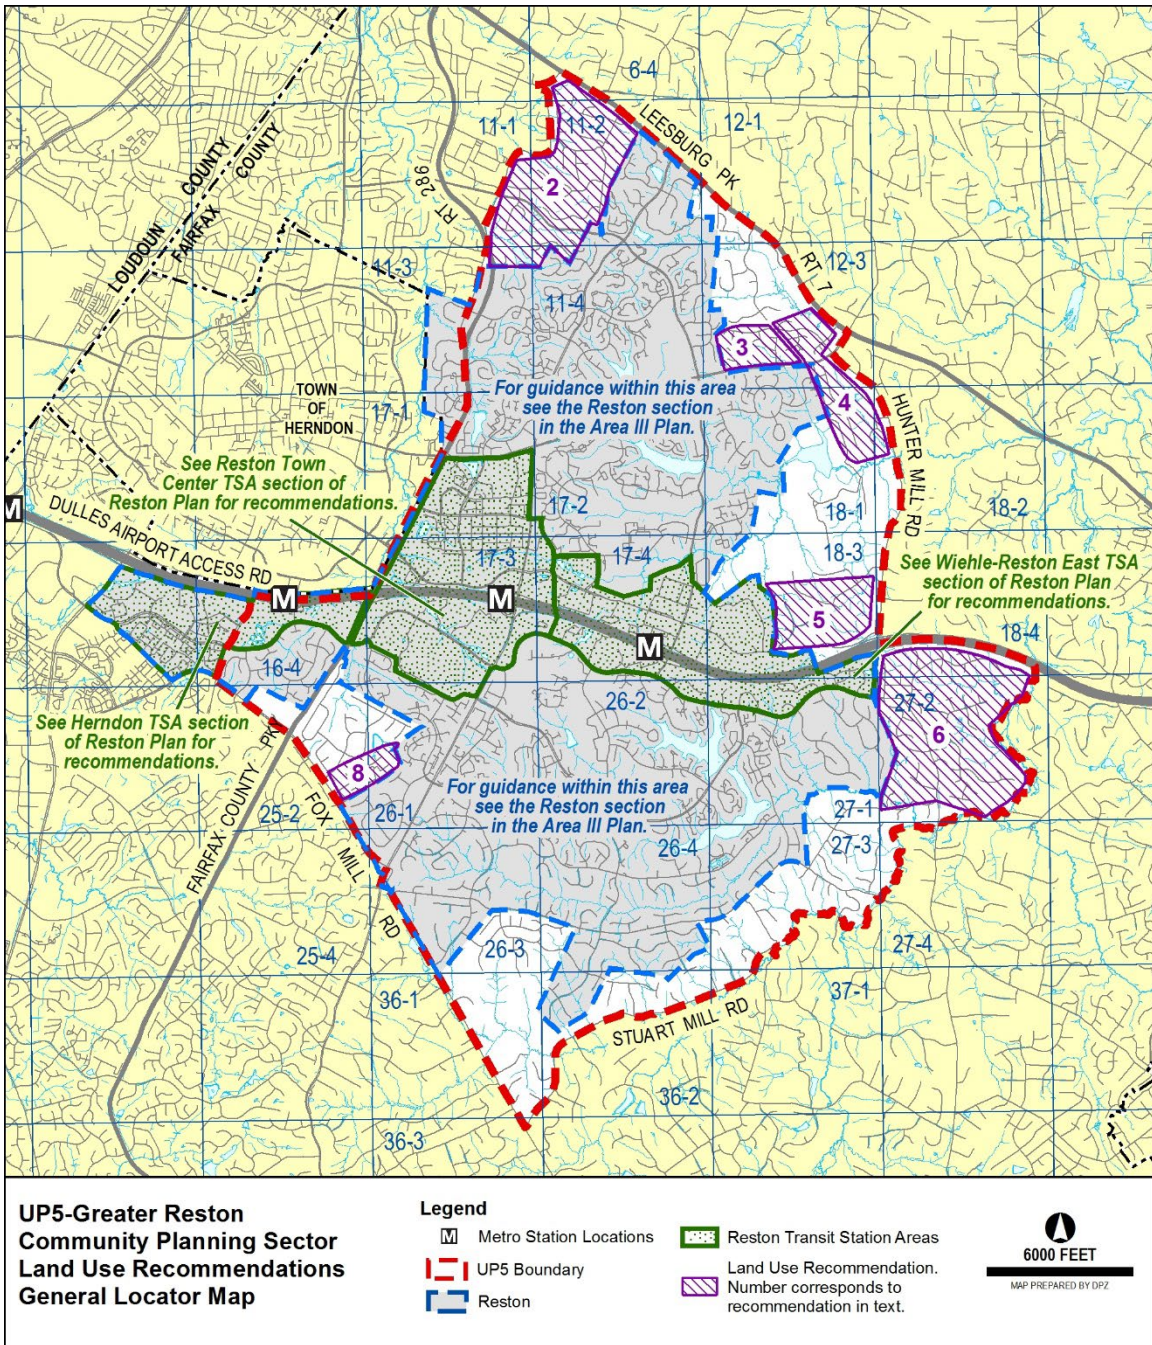 6-4
11-1
11-2
12-1
LEESBURG PK
RT 286
2
LOUDOUN COUNTY
FAIRFAX COUNTY
11-3
RT 7
12-3
11-4
3
4
For guidance within this area
see the Reston section
in the Area III Plan.
TOWN
OF
HERNDON
17-1
HUNTER MILL RD
See Reston Town
Center TSA section of
Reston Plan for
recommendations.
M
DULLES AIRPORT ACCESS RD
17-2
18-1
18-2
17-3
17-4
18-3
See Wiehle-Reston East TSA
section of Reston Plan
for recommendations.
M
M
M
5
18-4
16-4
26-2
27-2
6
See Herndon TSA section
of Reston Plan for
recommendations.
FAIRFAX COUNTY PKY
8
For guidance within this area
see the Reston section
in the Area III Plan.
25-2
FOX MILL RD
26-1
27-1
26-4
27-3
25-4
26-3
27-4
36-1
37-1
STUART MILL RD
36-2
36-3
UP5-Greater Reston
Community Planning Sector
Land Use Recommendations
General Locator Map
Legend
M Metro Station Locations
UP5 Boundary
Reston
Reston Transit Station Areas
Land Use Recommendation.
Number corresponds to
recommendation in text.
6000 FEET
MAP PREPARED BY DPZ